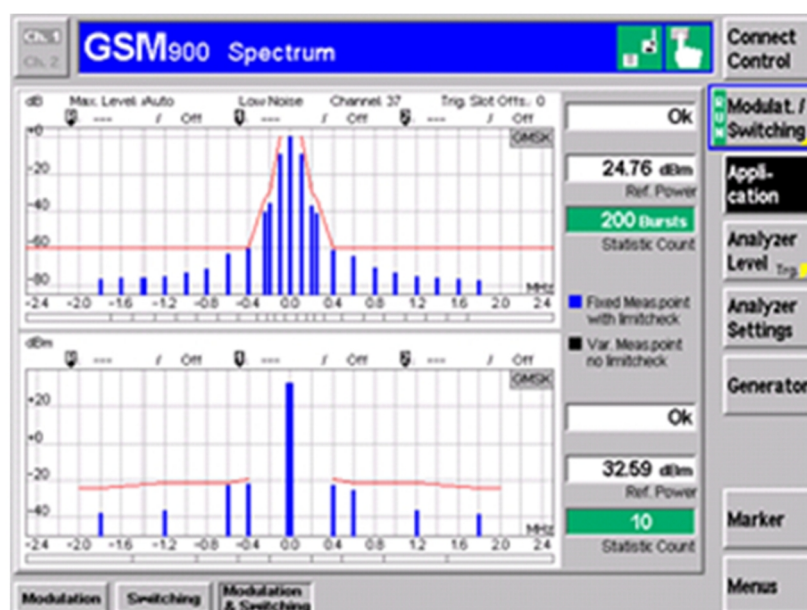 Ch. 1
Ch. 2
GSM900 Spectrum
Connect
Control
dB
Max. Level: Auto
Low Noise
Channel: 37
Trig. Slot Offs.: 0
--- / Off
--- / Off
--- / Off
GMSK
±0
-20
-40
-60
-80
MHz
-2.4 -2.0 -1.6 -1.2 -0.8 -0.4 0.0 0.4 0.8 1.2 1.6 2.0 2.4
Ok
24.76 dBm
Ref. Power
200 Bursts
Statistic Count
Fixed Meas.point
with limitcheck
Var. Meas.point
no limitcheck
dBm
--- / Off
--- / Off
--- / Off
GMSK
+20
+0
-20
-40
MHz
-2.4 -2.0 -1.6 -1.2 -0.8 -0.4 0.0 0.4 0.8 1.2 1.6 2.0 2.4
Ok
32.59 dBm
Ref. Power
10
Statistic Count
RUN
Modulat. /
Switching
Appli-
cation
Analyzer
Level Trg.
Analyzer
Settings
Generator
Marker
Menus
Modulation
Switching
Modulation
& Switching